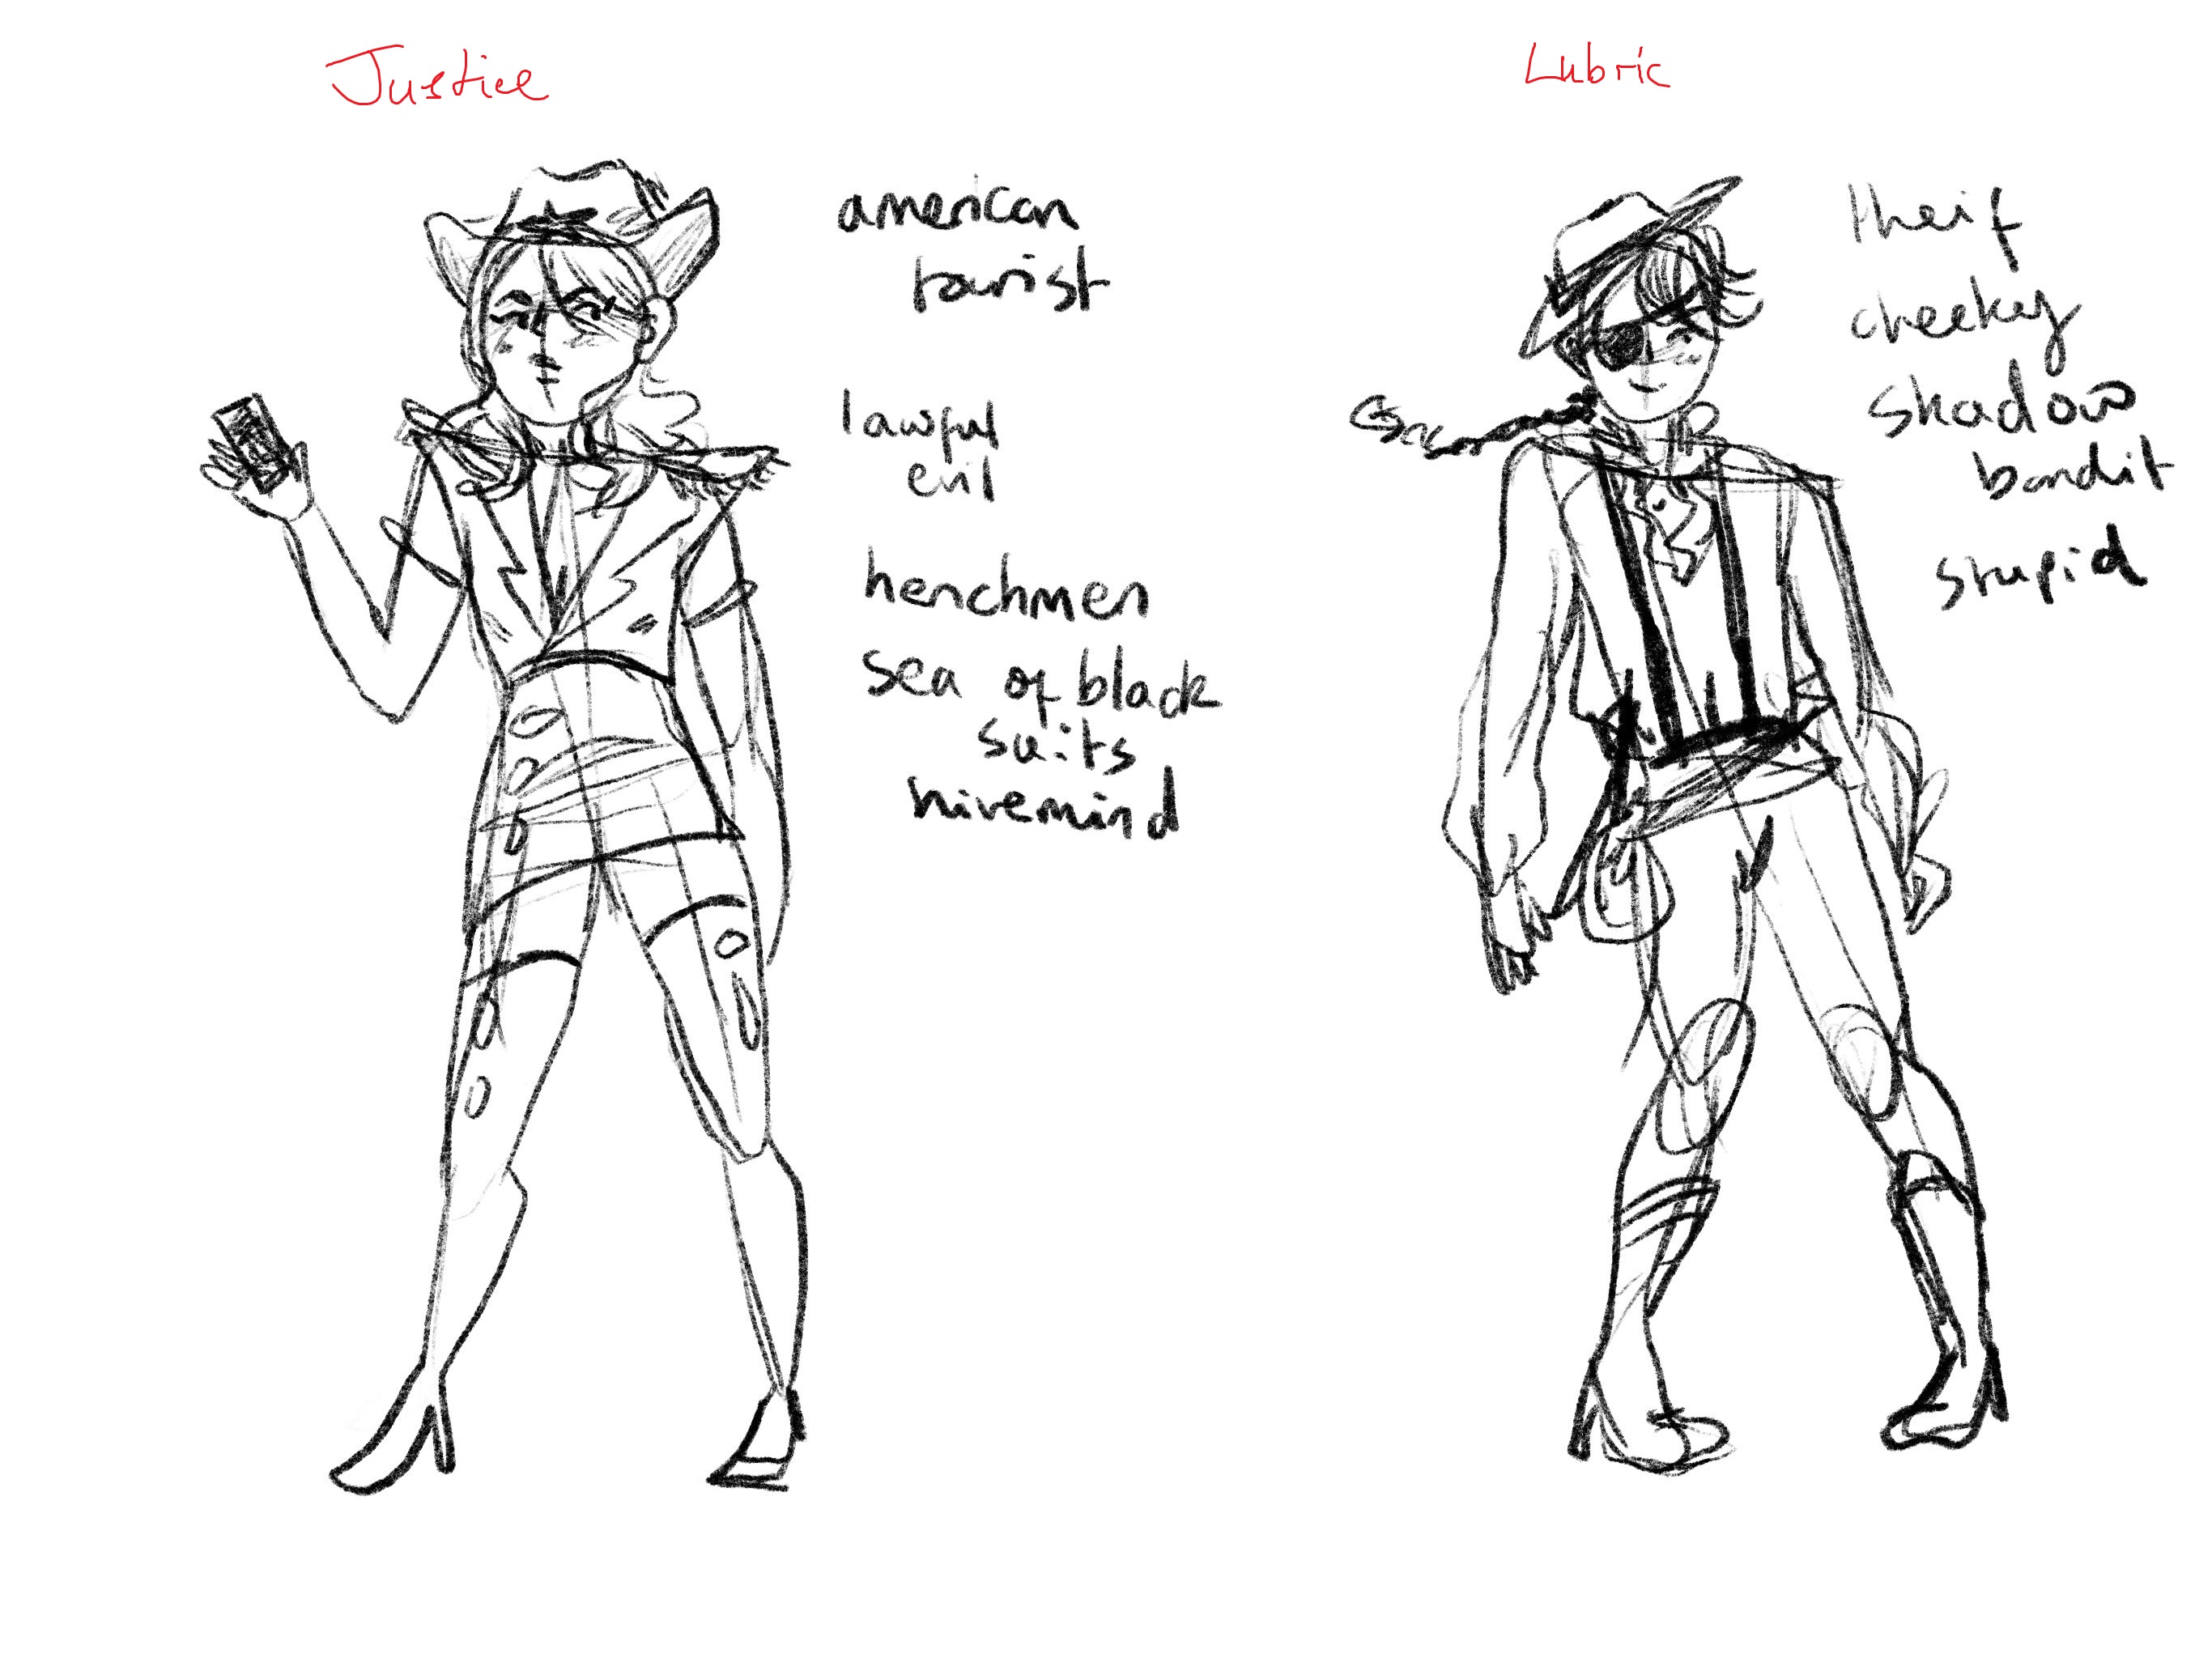 Justice
american
tourist
lawful
evil
henchmen
sea of black
suits
hivemind
Lubric
theif
cheeky
shadow
bandit
stupid